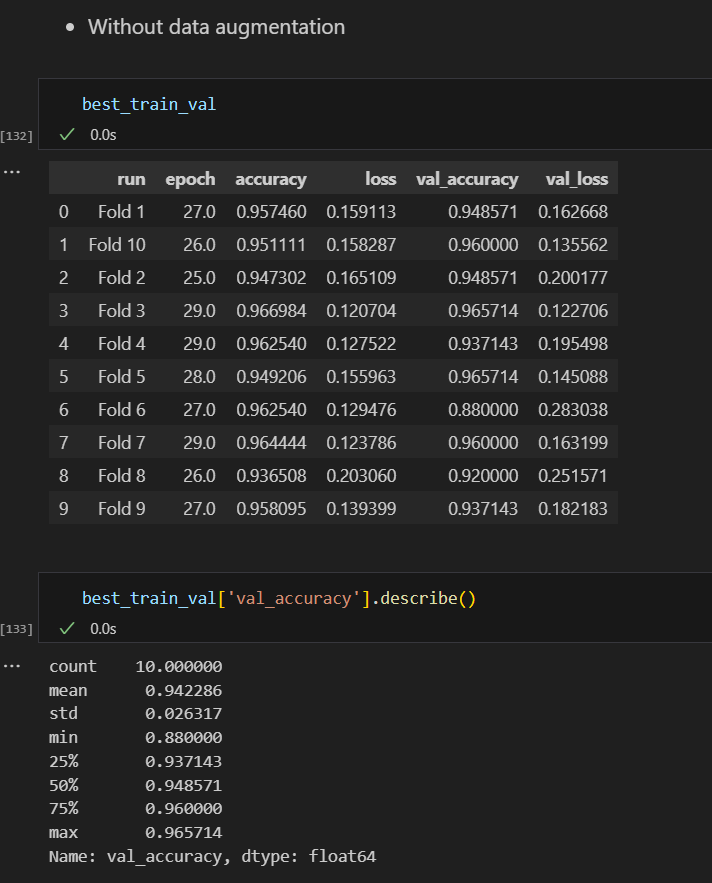 • Without data augmentation
best_train_val
[132]
✓ 0.0s
...
run epoch accuracy loss val_accuracy val_loss
0 Fold 1 27.0 0.957460 0.159113 0.948571 0.162668
1 Fold 10 26.0 0.951111 0.158287 0.960000 0.135562
2 Fold 2 25.0 0.947302 0.165109 0.948571 0.200177
3 Fold 3 29.0 0.966984 0.120704 0.965714 0.122706
4 Fold 4 29.0 0.962540 0.127522 0.937143 0.195498
5 Fold 5 28.0 0.949206 0.155963 0.965714 0.145088
6 Fold 6 27.0 0.962540 0.129476 0.880000 0.283038
7 Fold 7 29.0 0.964444 0.123786 0.960000 0.163199
8 Fold 8 26.0 0.936508 0.203060 0.920000 0.251571
9 Fold 9 27.0 0.958095 0.139399 0.937143 0.182183
best_train_val['val_accuracy'].describe()
[133]
✓ 0.0s
...
count 10.000000
mean 0.942286
std 0.026317
min 0.880000
25% 0.937143
50% 0.948571
75% 0.960000
max 0.965714
Name: val_accuracy, dtype: float64